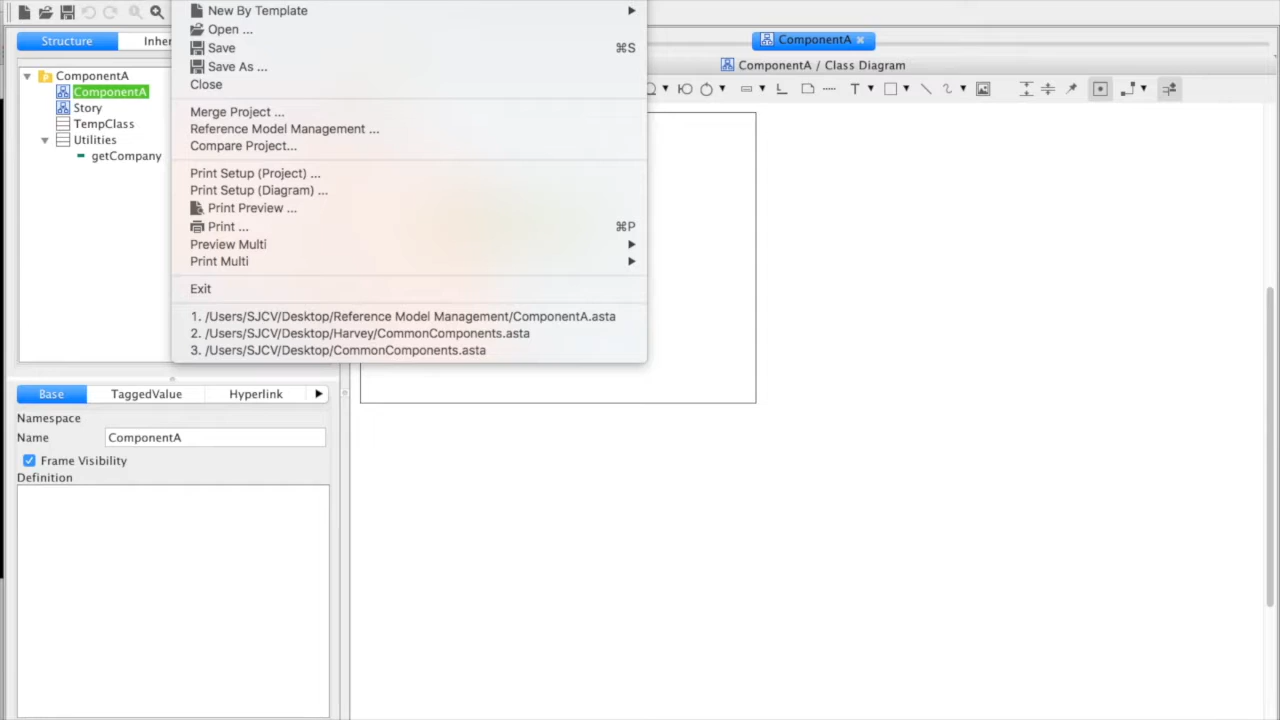 New By Template
Open ...
Save ⌘S
Save As ...
Close
Merge Project ...
Reference Model Management ...
Compare Project...
Print Setup (Project) ...
Print Setup (Diagram) ...
Print Preview ...
Print ... ⌘P
Preview Multi
Print Multi
Exit
1. /Users/SJCV/Desktop/Reference Model Management/ComponentA.asta
2. /Users/SJCV/Desktop/Harvey/CommonComponents.asta
3. /Users/SJCV/Desktop/CommonComponents.asta
Structure
Inher
ComponentA
ComponentA
Story
TempClass
Utilities
getCompany
ComponentA
ComponentA / Class Diagram
T
Base
TaggedValue
Hyperlink
Namespace
Name ComponentA
Frame Visibility
Definition